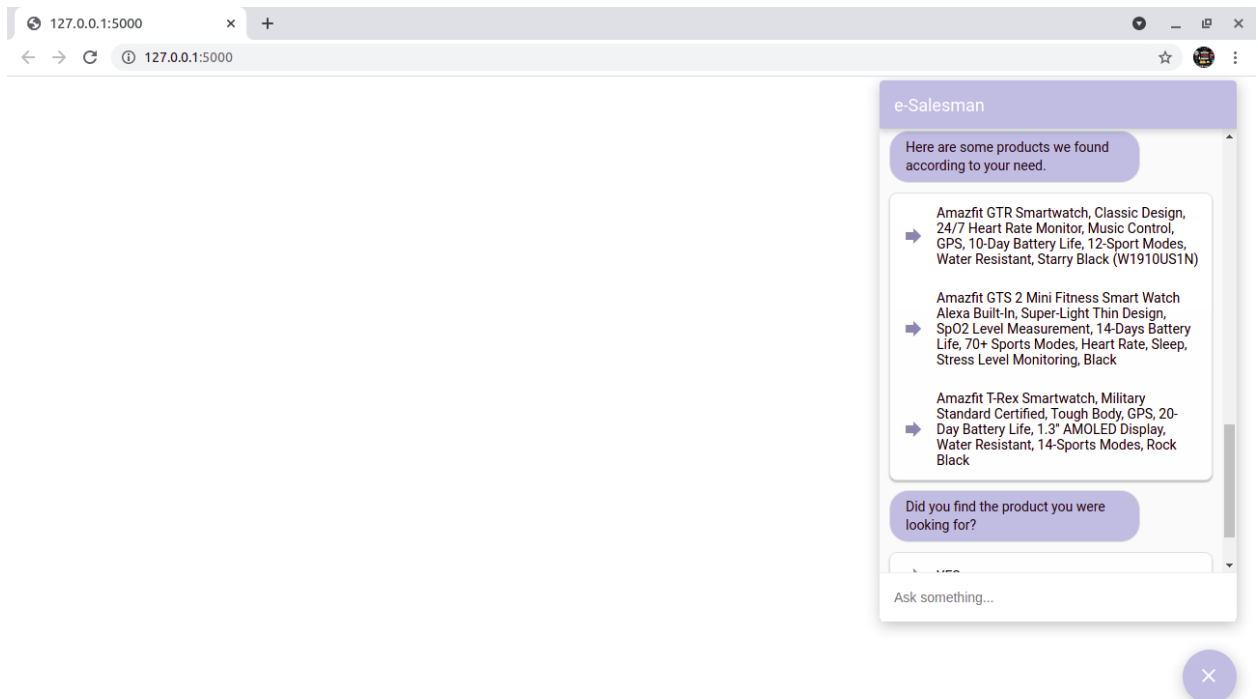 127.0.0.1:5000
127.0.0.1:5000
e-Salesman
Here are some products we found
according to your need.
Amazfit GTR Smartwatch, Classic Design,
24/7 Heart Rate Monitor, Music Control,
GPS, 10-Day Battery Life, 12-Sport Modes,
Water Resistant, Starry Black (W1910US1N)
Amazfit GTS 2 Mini Fitness Smart Watch
Alexa Built-In, Super-Light Thin Design,
SpO2 Level Measurement, 14-Days Battery
Life, 70+ Sports Modes, Heart Rate, Sleep,
Stress Level Monitoring, Black
Amazfit T-Rex Smartwatch, Military
Standard Certified, Tough Body, GPS, 20-
Day Battery Life, 1.3" AMOLED Display,
Water Resistant, 14-Sports Modes, Rock
Black
Did you find the product you were
looking for?
YES
Ask something...